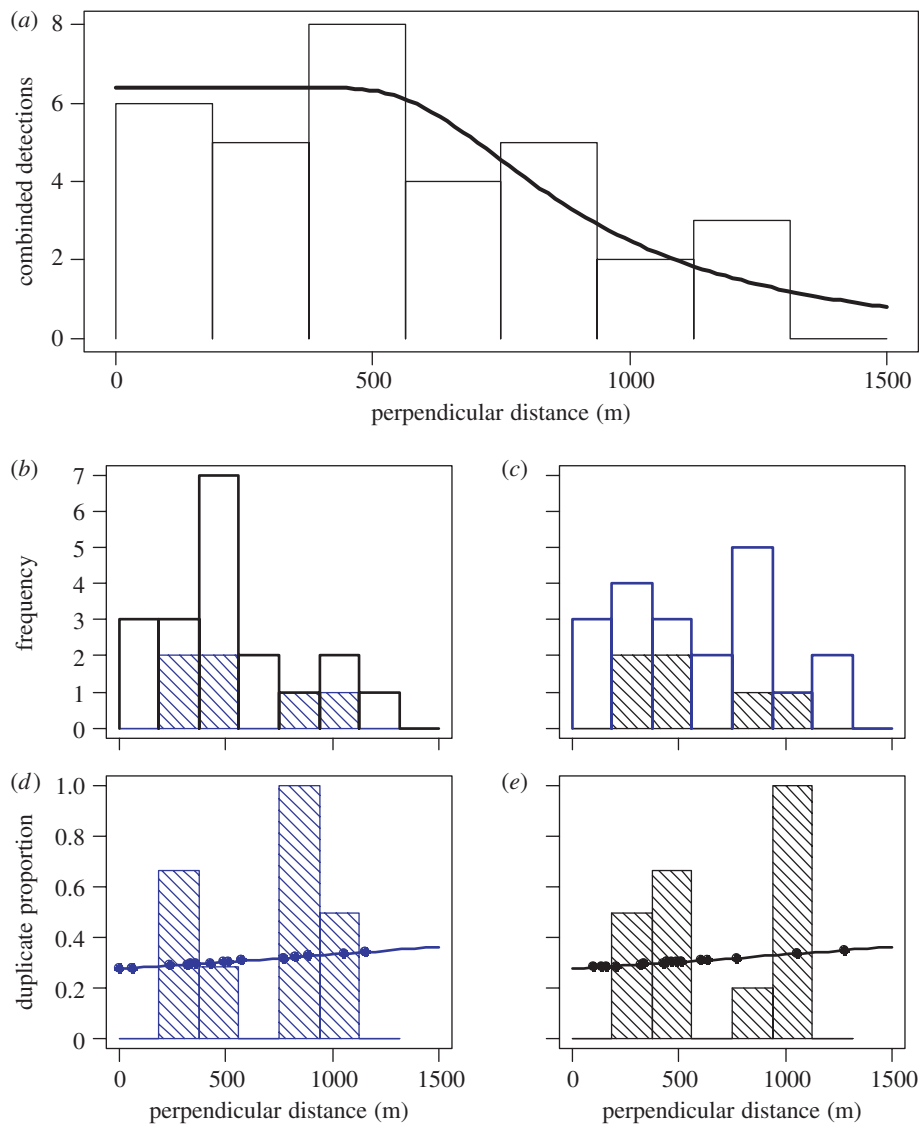 (a)
8
6
4
2
0
combinded detections
0 500 1000 1500
perpendicular distance (m)
(b)
7
6
5
4
3
2
1
0
frequency
(c)
(d)
1.0
0.8
0.6
0.4
0.2
0
duplicate proportion
0 500 1000 1500
perpendicular distance (m)
(e)
0 500 1000 1500
perpendicular distance (m)